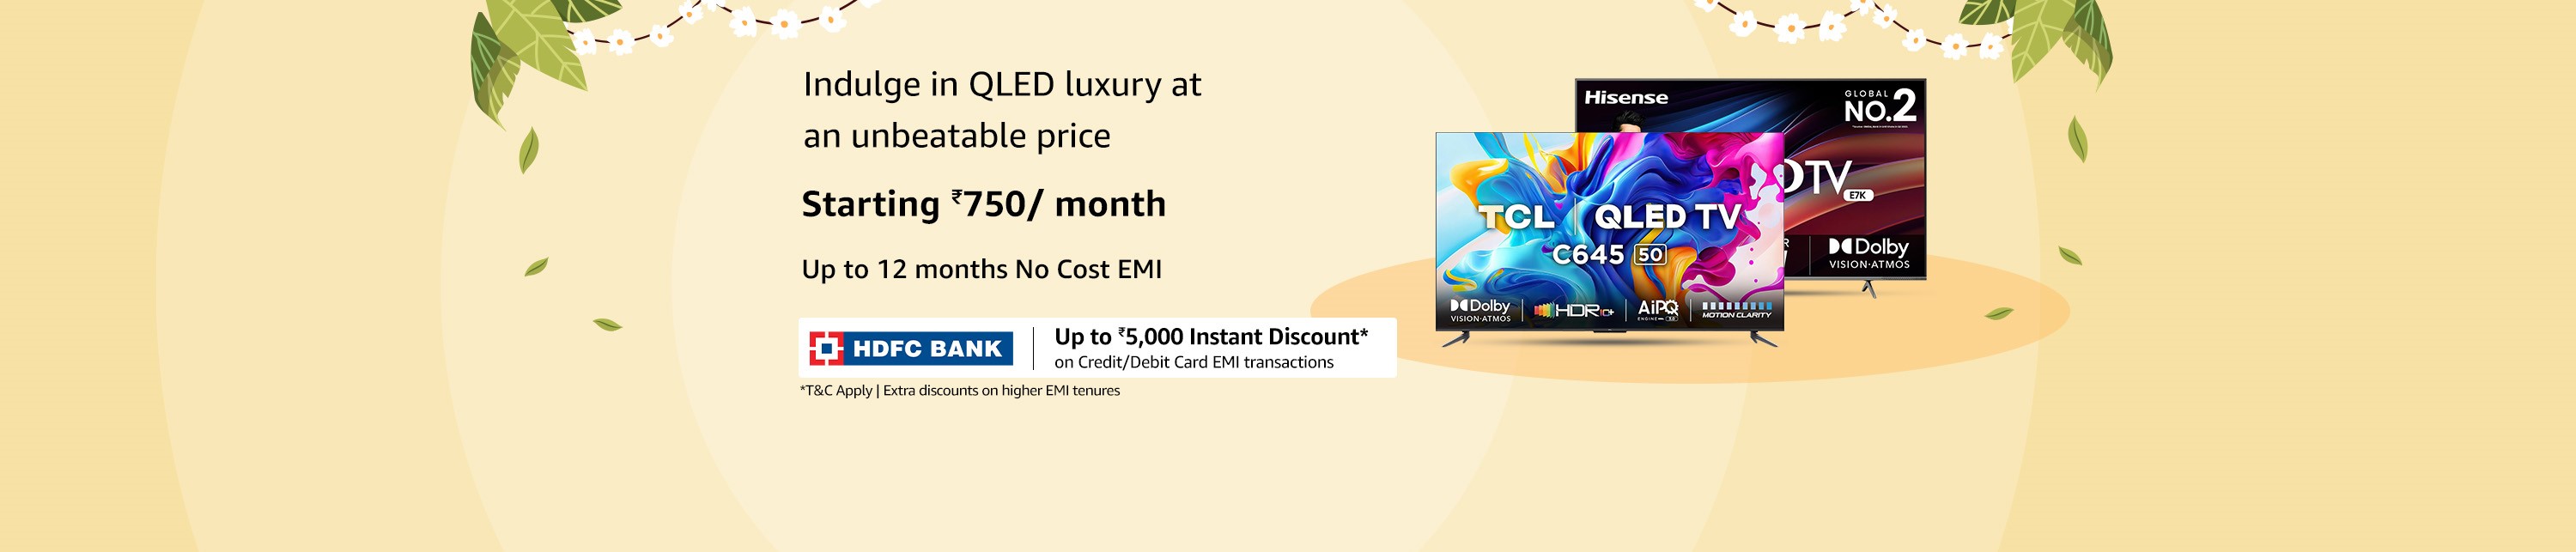 Indulge in QLED luxury at
an unbeatable price
Starting ₹750/ month
Up to 12 months No Cost EMI
HDFC BANK
Up to ₹5,000 Instant Discount*
on Credit/Debit Card EMI transactions
*T&C Apply | Extra discounts on higher EMI tenures
Hisense
GLOBAL
NO.2
TV
E7K
Dolby
VISION·ATMOS
TCL | QLED TV
C645 50
Dolby
VISION·ATMOS
HDR10+
AiPQ
ENGINE
MOTION CLARITY